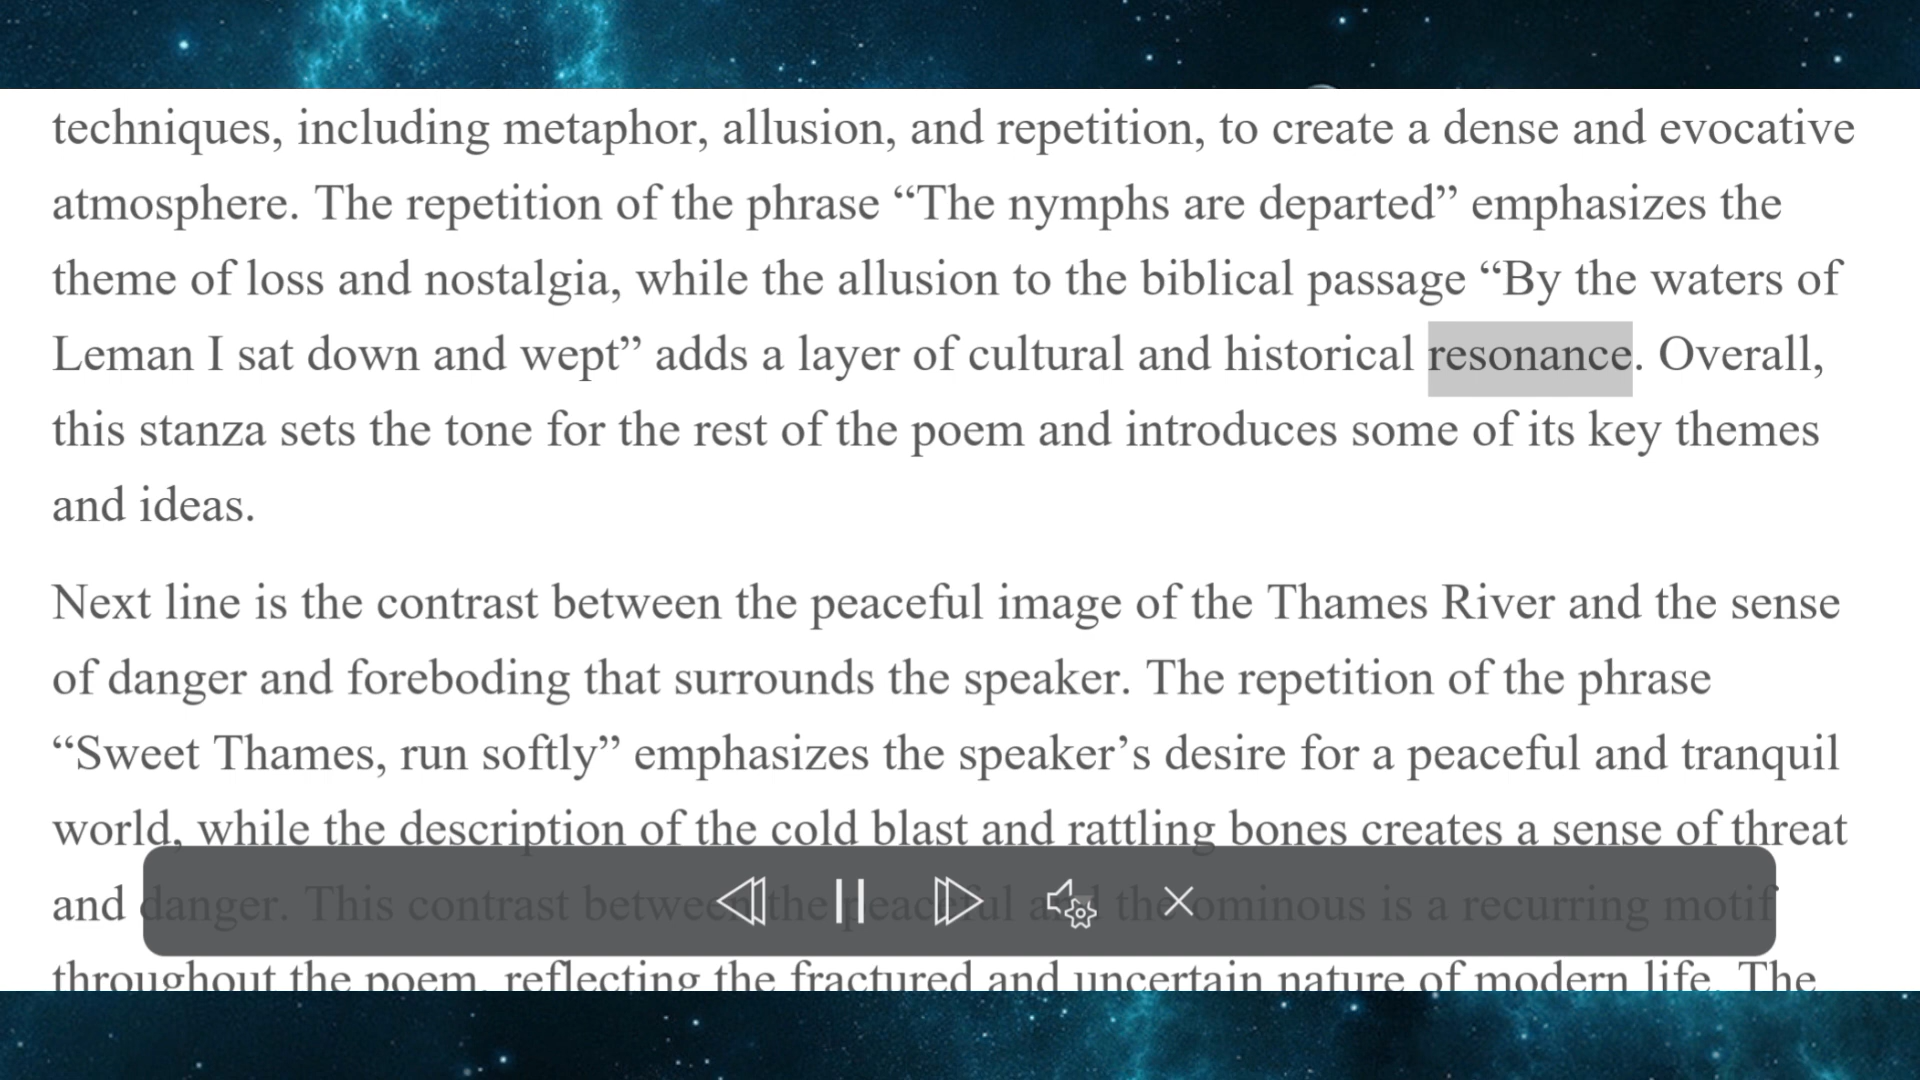 techniques, including metaphor, allusion, and repetition, to create a dense and evocative
atmosphere. The repetition of the phrase “The nymphs are departed” emphasizes the
theme of loss and nostalgia, while the allusion to the biblical passage “By the waters of
Leman I sat down and wept” adds a layer of cultural and historical resonance. Overall,
this stanza sets the tone for the rest of the poem and introduces some of its key themes
and ideas.
Next line is the contrast between the peaceful image of the Thames River and the sense
of danger and foreboding that surrounds the speaker. The repetition of the phrase
“Sweet Thames, run softly” emphasizes the speaker’s desire for a peaceful and tranquil
world, while the description of the cold blast and rattling bones creates a sense of threat
and danger. This contrast between the peaceful and the ominous is a recurring motif
throughout the poem, reflecting the fractured and uncertain nature of modern life. The